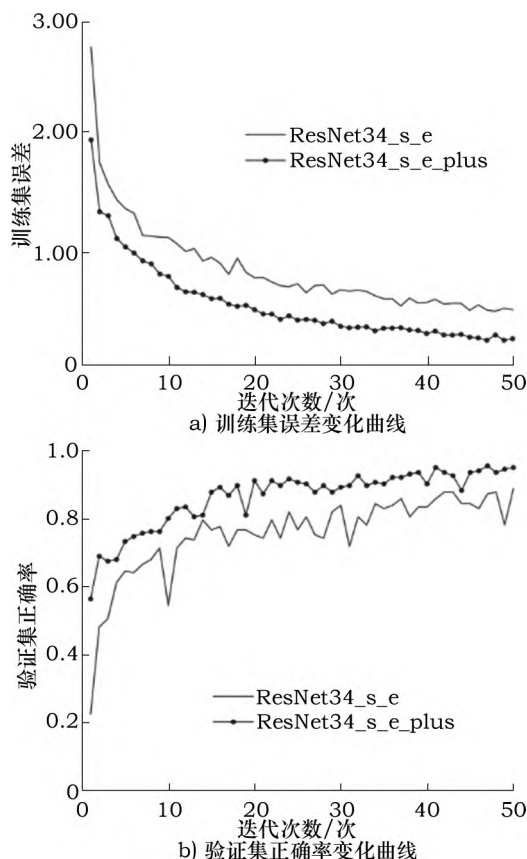 3.00
2.00
1.00
0
训练集误差
ResNet34_s_e
ResNet34_s_e_plus
0 10 20 30 40 50
迭代次数/次
a) 训练集误差变化曲线
1.0
0.8
0.6
0.4
0.2
0
验证集正确率
ResNet34_s_e
ResNet34_s_e_plus
0 10 20 30 40 50
迭代次数/次
b) 验证集正确率变化曲线